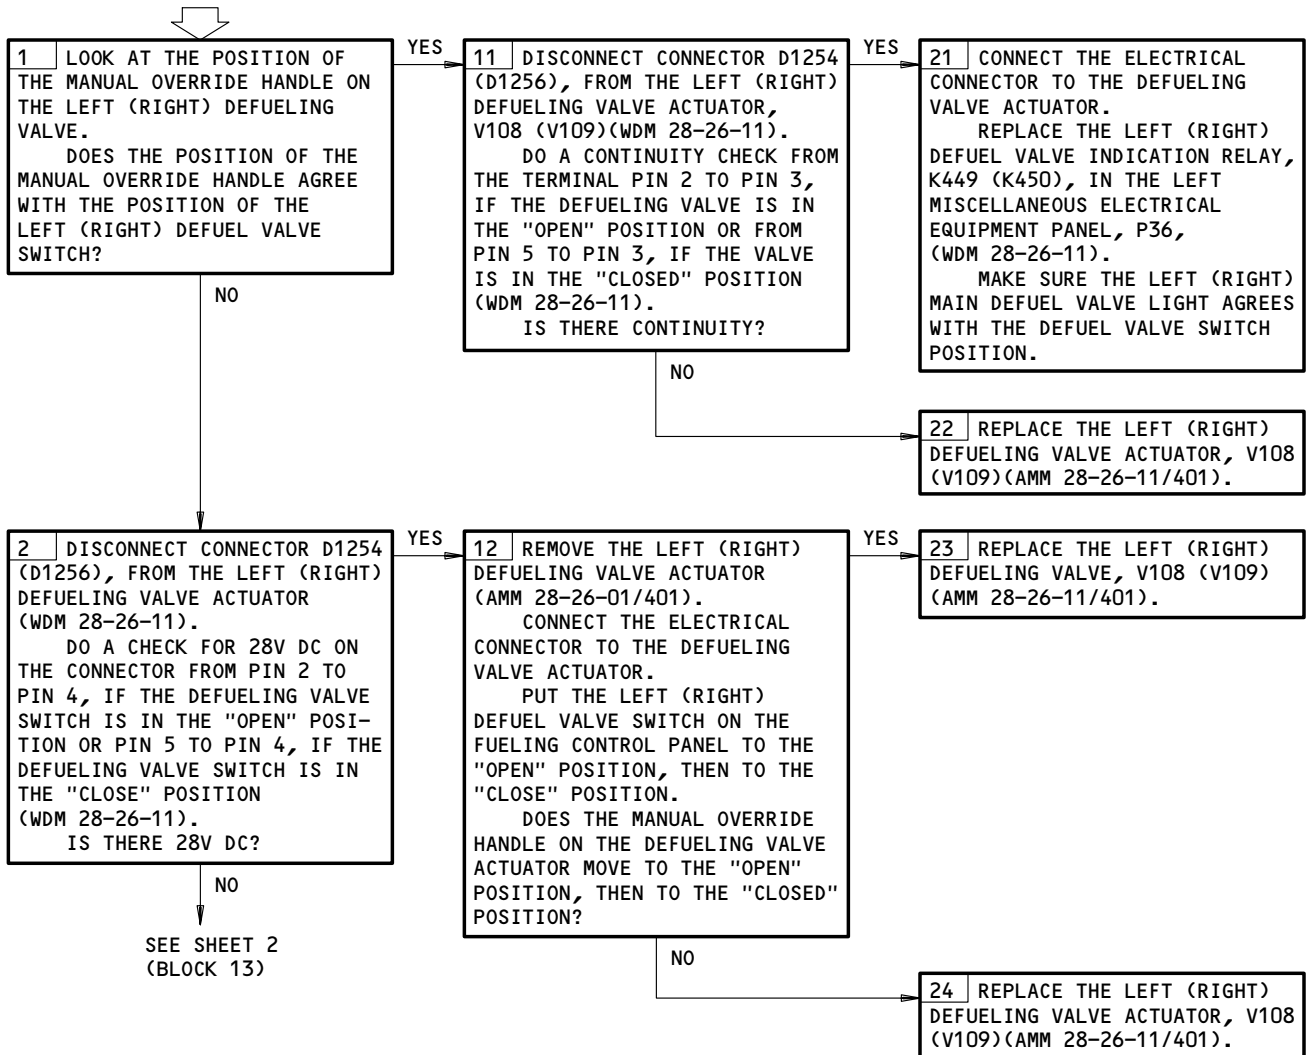 1 LOOK AT THE POSITION OF
THE MANUAL OVERRIDE HANDLE ON
THE LEFT (RIGHT) DEFUELING
VALVE.
DOES THE POSITION OF THE
MANUAL OVERRIDE HANDLE AGREE
WITH THE POSITION OF THE
LEFT (RIGHT) DEFUEL VALVE
SWITCH?
YES
NO
11 DISCONNECT CONNECTOR D1254
(D1256), FROM THE LEFT (RIGHT)
DEFUELING VALVE ACTUATOR,
V108 (V109)(WDM 28-26-11).
DO A CONTINUITY CHECK FROM
THE TERMINAL PIN 2 TO PIN 3,
IF THE DEFUELING VALVE IS IN
THE "OPEN" POSITION OR FROM
PIN 5 TO PIN 3, IF THE VALVE
IS IN THE "CLOSED" POSITION
(WDM 28-26-11).
IS THERE CONTINUITY?
YES
NO
21 CONNECT THE ELECTRICAL
CONNECTOR TO THE DEFUELING
VALVE ACTUATOR.
REPLACE THE LEFT (RIGHT)
DEFUEL VALVE INDICATION RELAY,
K449 (K450), IN THE LEFT
MISCELLANEOUS ELECTRICAL
EQUIPMENT PANEL, P36,
(WDM 28-26-11).
MAKE SURE THE LEFT (RIGHT)
MAIN DEFUEL VALVE LIGHT AGREES
WITH THE DEFUEL VALVE SWITCH
POSITION.
22 REPLACE THE LEFT (RIGHT)
DEFUELING VALVE ACTUATOR, V108
(V109)(AMM 28-26-11/401).
2 DISCONNECT CONNECTOR D1254
(D1256), FROM THE LEFT (RIGHT)
DEFUELING VALVE ACTUATOR
(WDM 28-26-11).
DO A CHECK FOR 28V DC ON
THE CONNECTOR FROM PIN 2 TO
PIN 4, IF THE DEFUELING VALVE
SWITCH IS IN THE "OPEN" POSI-
TION OR PIN 5 TO PIN 4, IF THE
DEFUELING VALVE SWITCH IS IN
THE "CLOSE" POSITION
(WDM 28-26-11).
IS THERE 28V DC?
YES
NO
SEE SHEET 2
(BLOCK 13)
12 REMOVE THE LEFT (RIGHT)
DEFUELING VALVE ACTUATOR
(AMM 28-26-01/401).
CONNECT THE ELECTRICAL
CONNECTOR TO THE DEFUELING
VALVE ACTUATOR.
PUT THE LEFT (RIGHT)
DEFUEL VALVE SWITCH ON THE
FUELING CONTROL PANEL TO THE
"OPEN" POSITION, THEN TO THE
"CLOSE" POSITION.
DOES THE MANUAL OVERRIDE
HANDLE ON THE DEFUELING VALVE
ACTUATOR MOVE TO THE "OPEN"
POSITION, THEN TO THE "CLOSED"
POSITION?
YES
NO
23 REPLACE THE LEFT (RIGHT)
DEFUELING VALVE, V108 (V109)
(AMM 28-26-11/401).
24 REPLACE THE LEFT (RIGHT)
DEFUELING VALVE ACTUATOR, V108
(V109)(AMM 28-26-11/401).